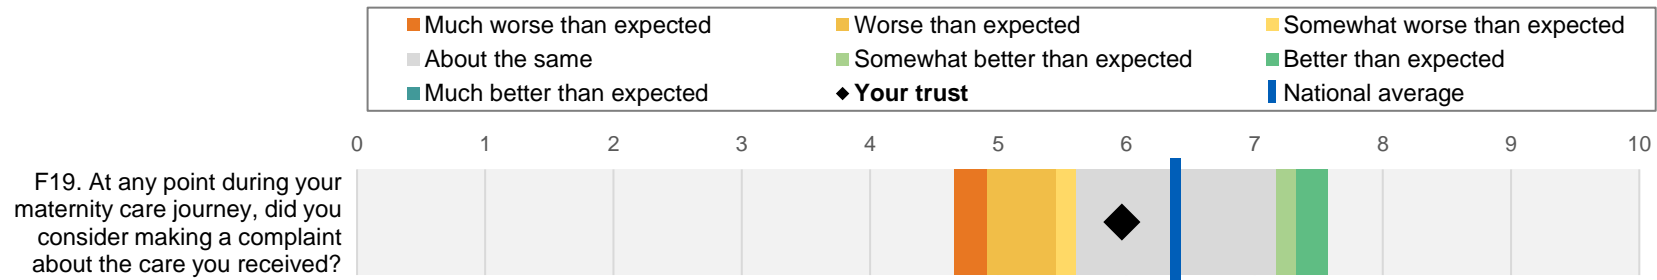 Much worse than expected Worse than expected Somewhat worse than expected
About the same Somewhat better than expected Better than expected
Much better than expected Your trust National average
0 1 2 3 4 5 6 7 8 9 10
F19. At any point during your
maternity care journey, did you
consider making a complaint
about the care you received?